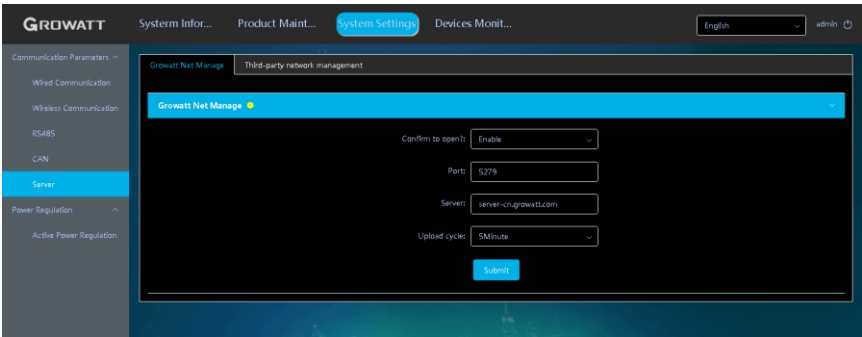 GROWATT
Systerm Infor...
Product Maint...
System Settings
Devices Monit...
English
admin
Communication Parameters
Wired Communication
Wireless Communication
RS485
CAN
Server
Power Regulation
Active Power Regulation
Growatt Net Manage
Third-party network management
Growatt Net Manage
Confirm to open?: Enable
Port: 5279
Server: server-cn.growatt.com
Upload cycle: 5Minute
Submit